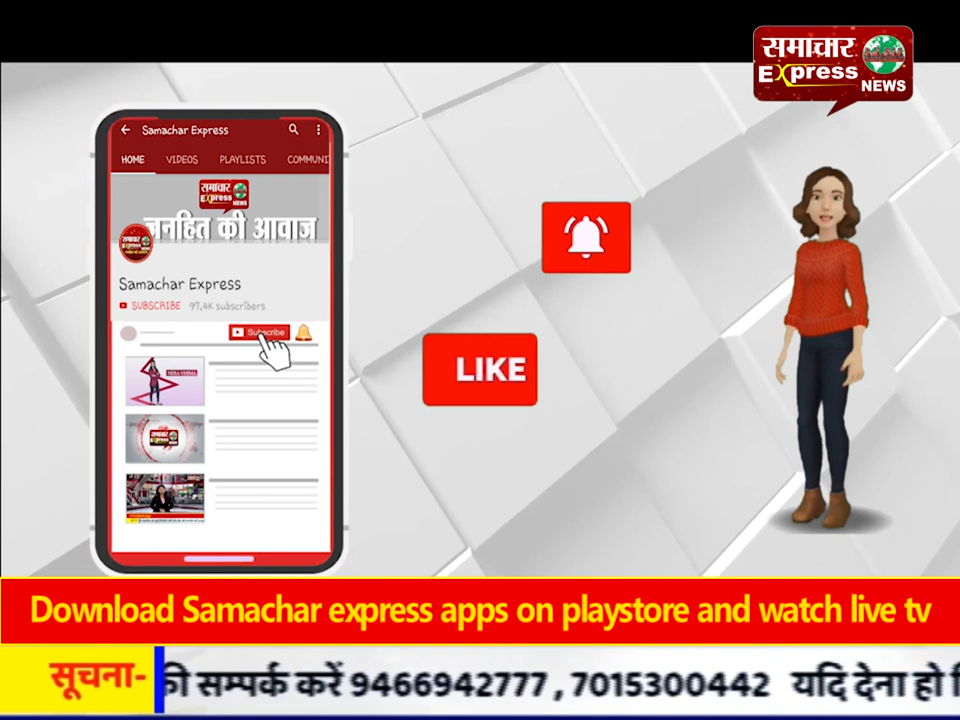 समाचार
Express
NEWS
Samachar Express
HOME VIDEOS PLAYLISTS COMMUNI
समाचार
Express
NEWS
जनहित की आवाज
Samachar Express
SUBSCRIBE 97.4K subscribers
Subscribe
LIKE
Download Samachar express apps on playstore and watch live tv
सूचना- की सम्पर्क करें 9466942777 , 7015300442 यदि देना हो